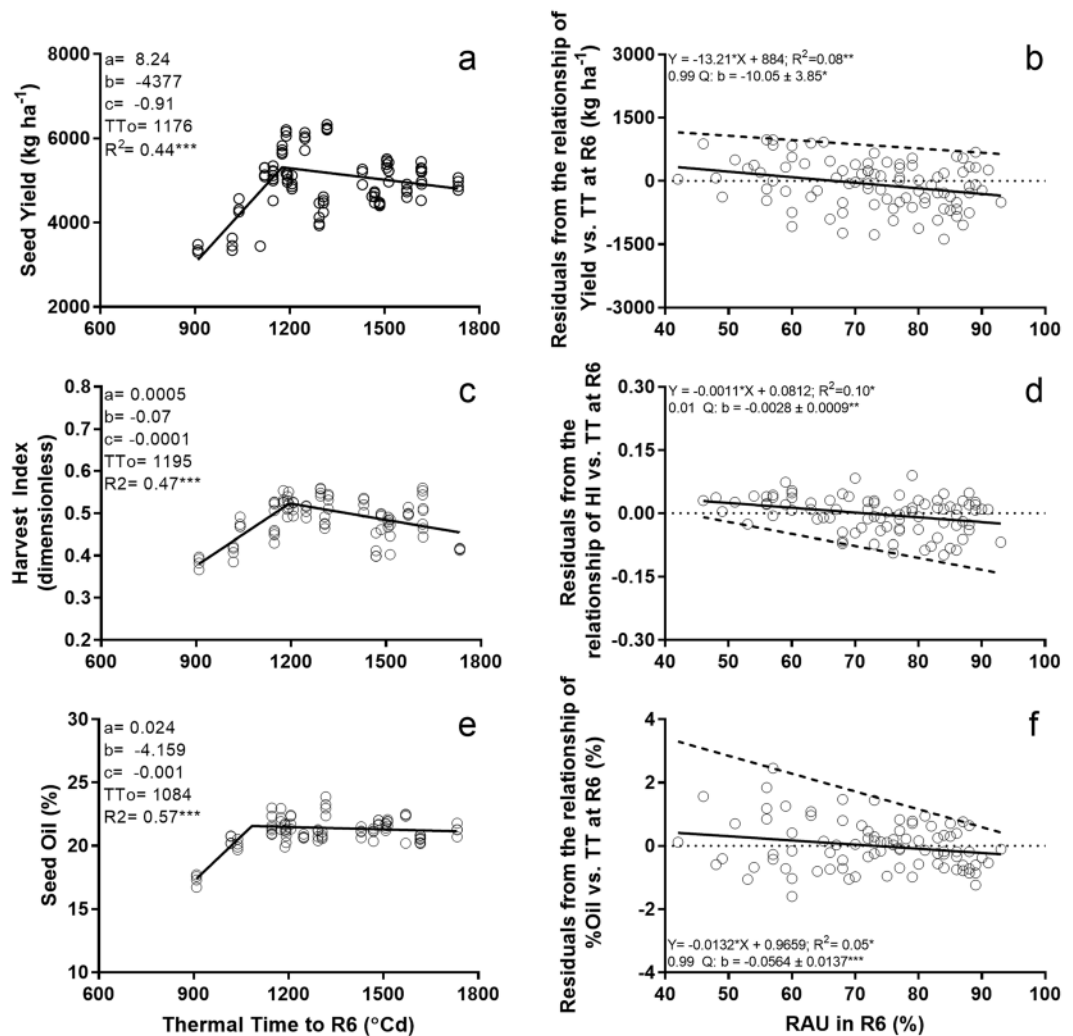 a
a= 8.24
b= -4377
c= -0.91
TTo= 1176
R²= 0.44***
8000
6000
4000
2000
Seed Yield (kg ha⁻¹)
600
900
1200
1500
1800
b
Y = -13.21*X + 884; R²=0.08**
0.99 Q: b = -10.05 ± 3.85*
3000
1500
0
-1500
-3000
Residuals from the relationship of
Yield vs. TT at R6 (kg ha⁻¹)
40
50
60
70
80
90
100
c
a= 0.0005
b= -0.07
c= -0.0001
TTo= 1195
R2= 0.47***
0.8
0.7
0.6
0.5
0.4
0.3
0.2
Harvest Index
(dimensionless)
600
900
1200
1500
1800
d
Y = -0.0011*X + 0.0812; R²=0.10*
0.01 Q: b = -0.0028 ± 0.0009**
0.30
0.15
0.00
-0.15
-0.30
Residuals from the
relationship of HI vs. TT at R6
40
50
60
70
80
90
100
e
a= 0.024
b= -4.159
c= -0.001
TTo= 1084
R2= 0.57***
30
25
20
15
10
Seed Oil (%)
600
900
1200
1500
1800
Thermal Time to R6 (°Cd)
f
4
2
0
-2
-4
Residuals from the relationship of
%Oil vs. TT at R6 (%)
Y= -0.0132*X + 0.9659; R²=0.05*
0.99 Q: b = -0.0564 ± 0.0137***
40
50
60
70
80
90
100
RAU in R6 (%)